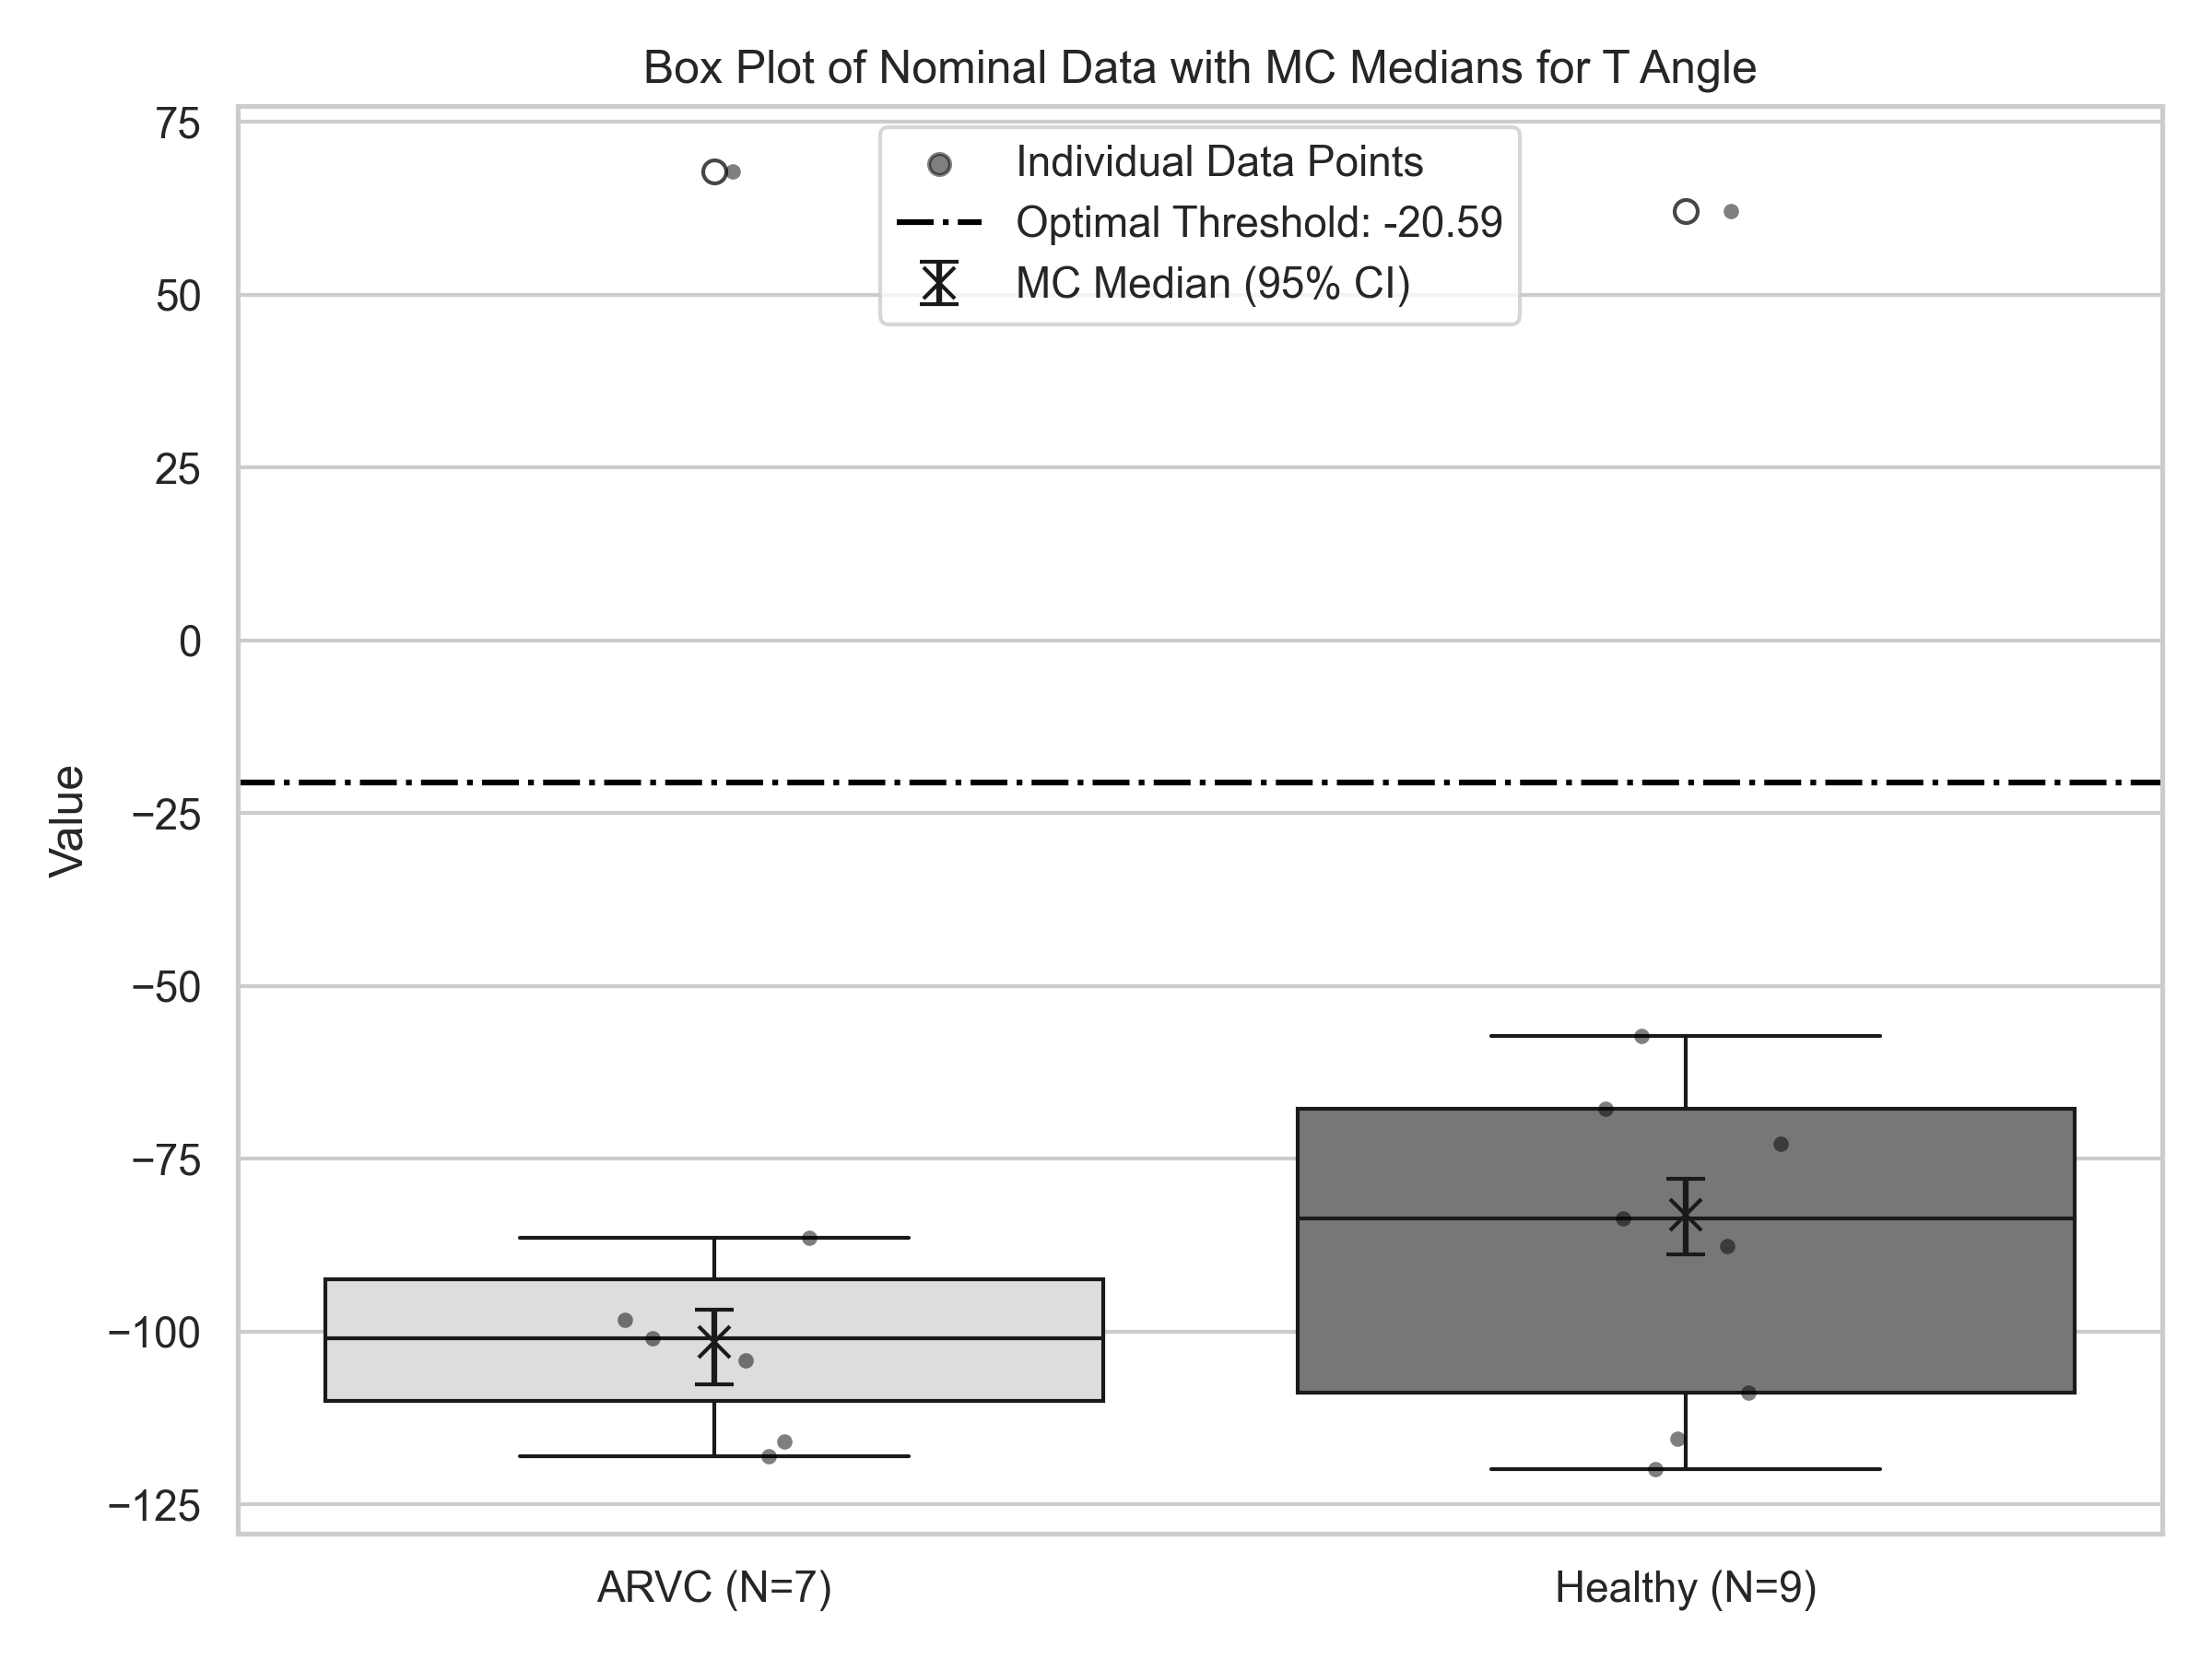 Box Plot of Nominal Data with MC Medians for T Angle
75
50
25
0
−25
−50
−75
−100
−125
Value
Individual Data Points
Optimal Threshold: -20.59
MC Median (95% CI)
ARVC (N=7)
Healthy (N=9)